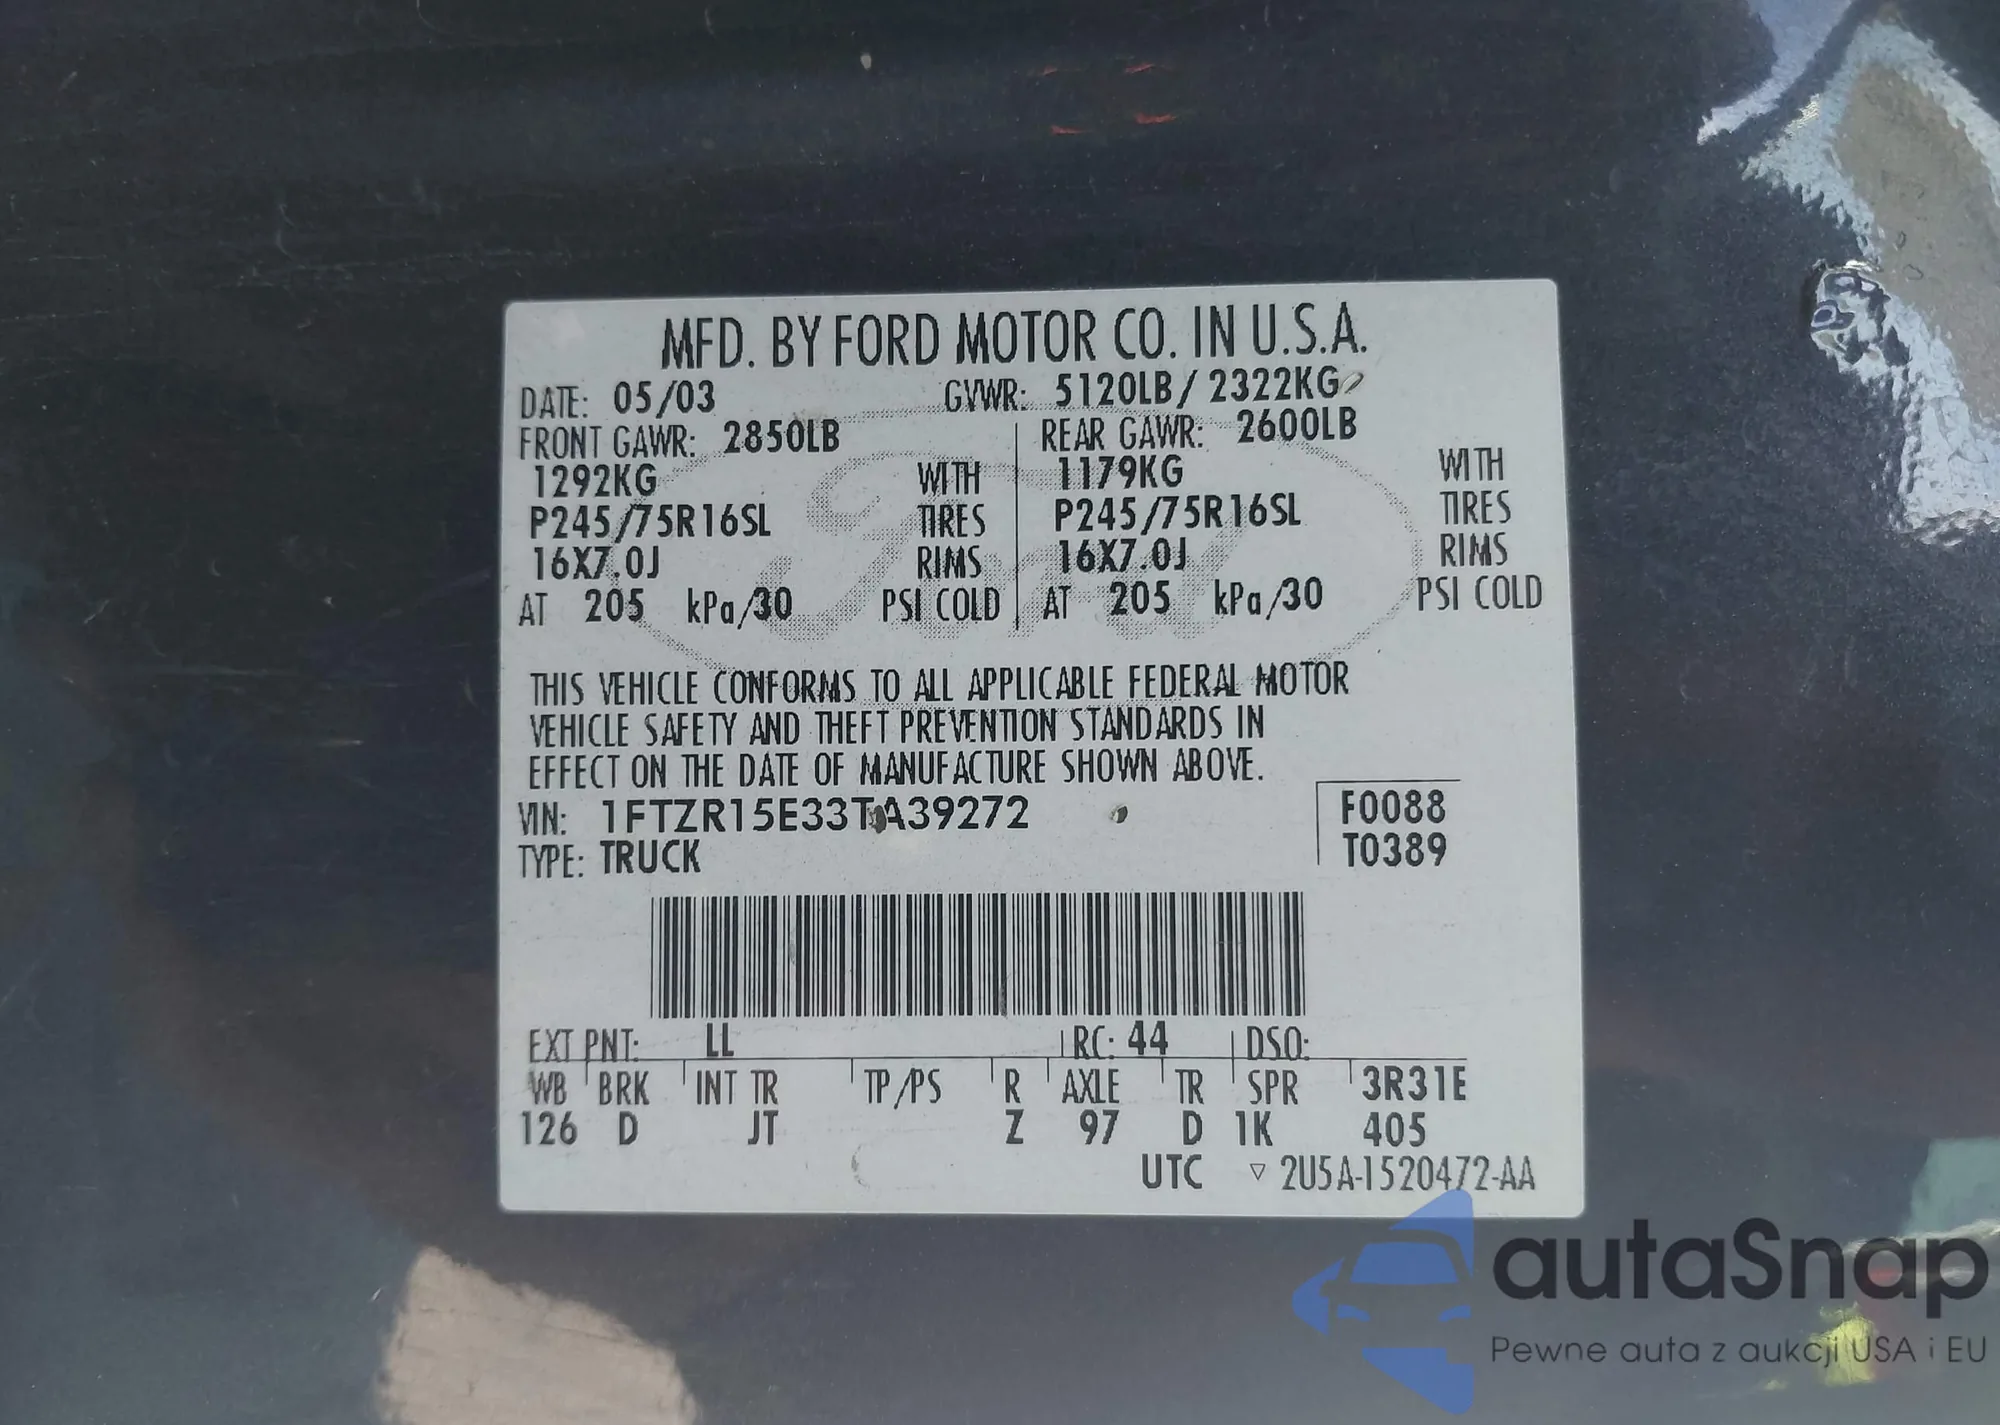 MFD. BY FORD MOTOR CO. IN U.S.A.
DATE: 05/03 GVWR: 5120LB / 2322KG
FRONT GAWR: 2850LB REAR GAWR: 2600LB
1292KG WITH 1179KG WITH
P245/75R16SL TIRES P245/75R16SL TIRES
16X7.0J RIMS 16X7.0J RIMS
AT 205 kPa/30 PSI COLD AT 205 kPa/30 PSI COLD
Ford
THIS VEHICLE CONFORMS TO ALL APPLICABLE FEDERAL MOTOR
VEHICLE SAFETY AND THEFT PREVENTION STANDARDS IN
EFFECT ON THE DATE OF MANUFACTURE SHOWN ABOVE.
VIN: 1FTZR15E33TA39272 F0088
TYPE: TRUCK T0389
EXT PNT: LL RC: 44 DSO:
WB BRK INT TR TP/PS R AXLE TR SPR 3R31E
126 D JT Z 97 D 1K 405
UTC ▽ 2U5A-1520472-AA
autaSnap
Pewne auta z aukcji USA i EU